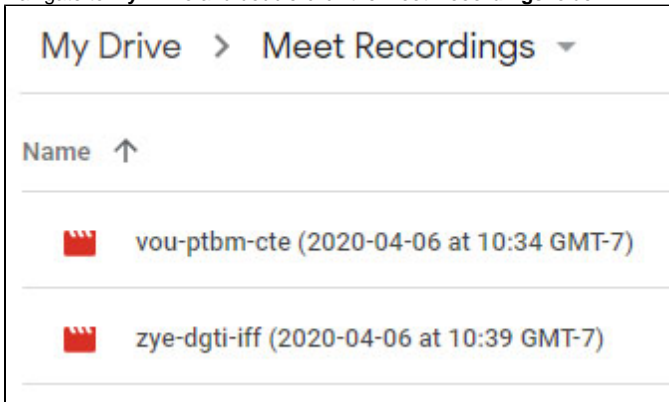 My Drive > Meet Recordings
Name ↑
vou-ptbm-cte (2020-04-06 at 10:34 GMT-7)
zye-dgti-iff (2020-04-06 at 10:39 GMT-7)